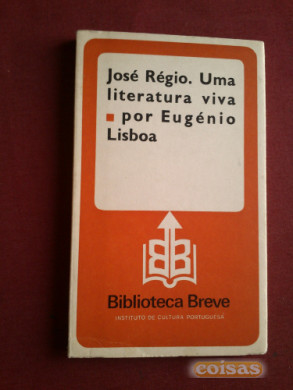 José Régio. Uma
literatura viva
por Eugénio
Lisboa
Biblioteca Breve
INSTITUTO DE CULTURA PORTUGUESA
coisas